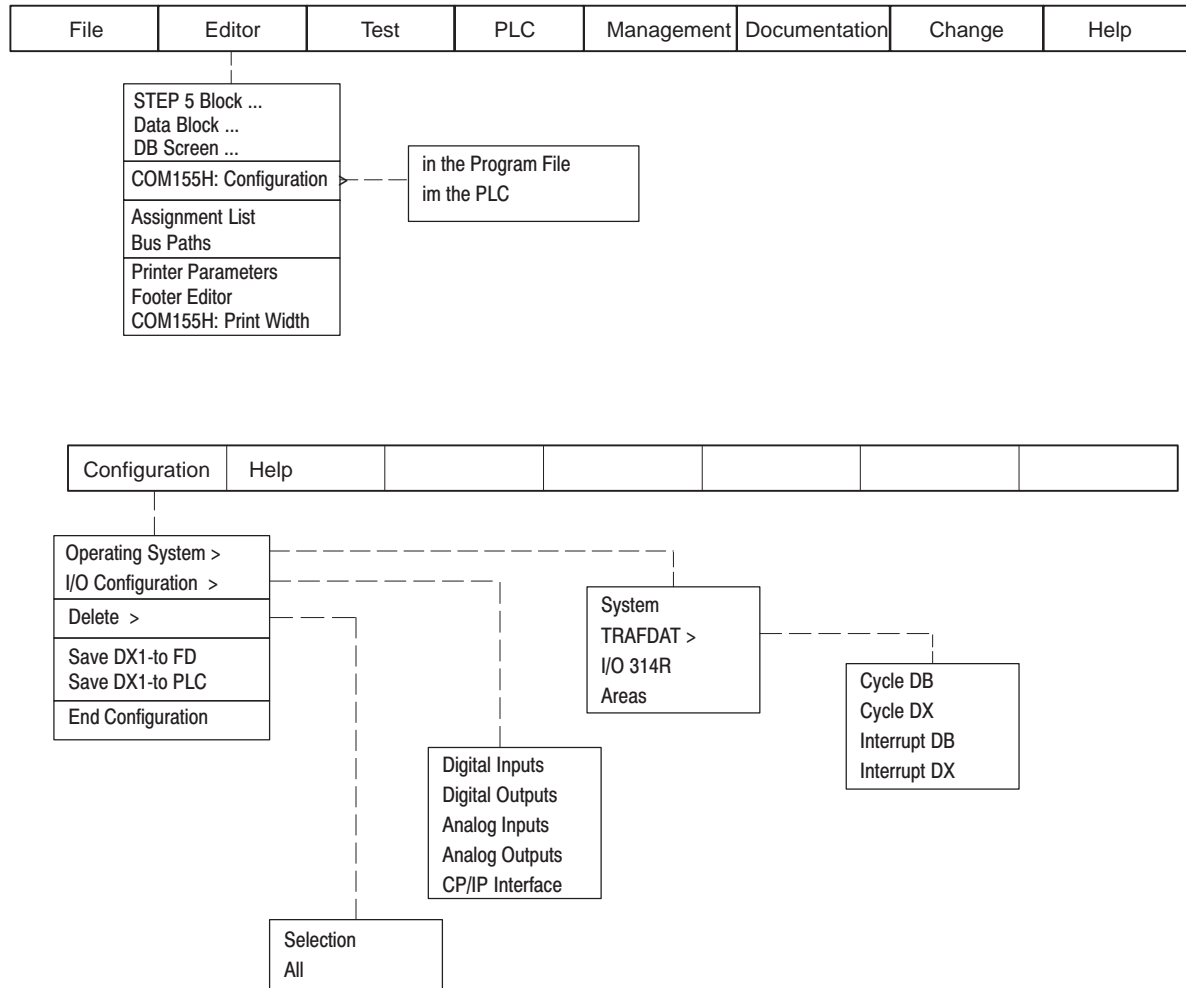 File Editor Test PLC Management Documentation Change Help
STEP 5 Block ...
Data Block ...
DB Screen ...
COM155H: Configuration >
Assignment List
Bus Paths
Printer Parameters
Footer Editor
COM155H: Print Width
in the Program File
im the PLC
Configuration Help
Operating System >
I/O Configuration >
Delete >
Save DX1-to FD
Save DX1-to PLC
End Configuration
System
TRAFDAT >
I/O 314R
Areas
Cycle DB
Cycle DX
Interrupt DB
Interrupt DX
Digital Inputs
Digital Outputs
Analog Inputs
Analog Outputs
CP/IP Interface
Selection
All